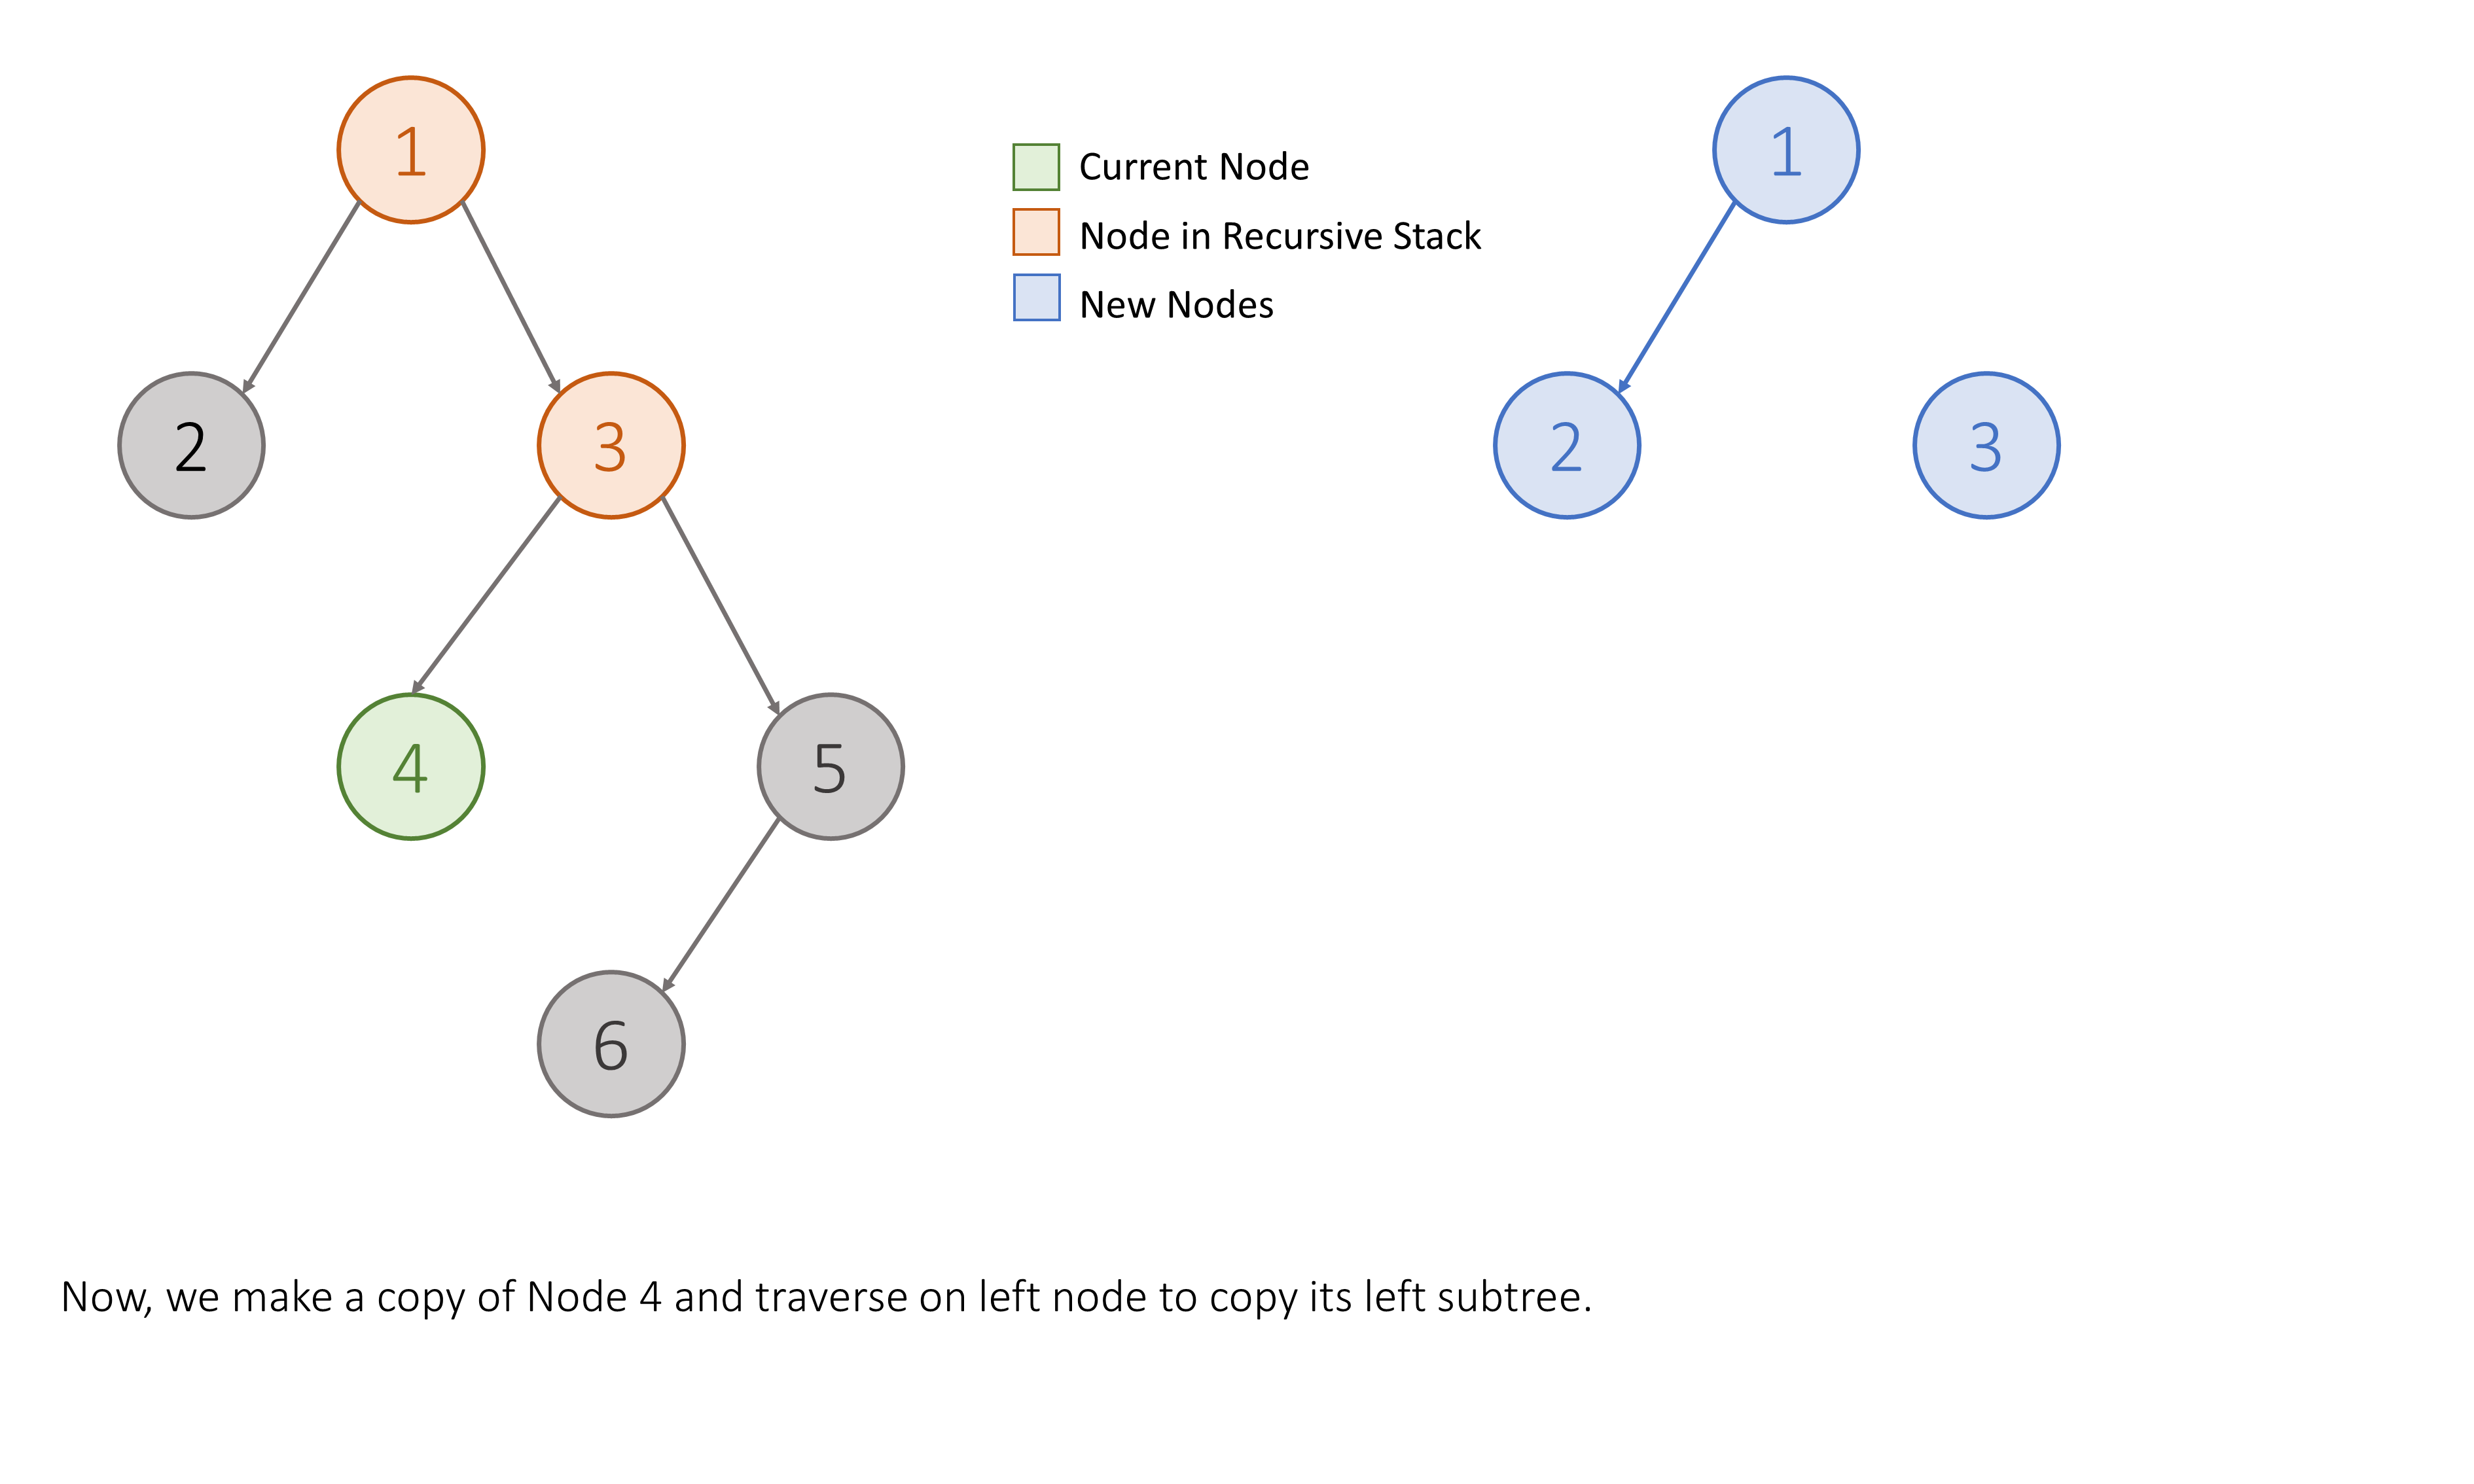 1
1
Current Node
Node in Recursive Stack
New Nodes
2
3
2
3
4
5
6
Now, we make a copy of Node 4 and traverse on left node to copy its left subtree.